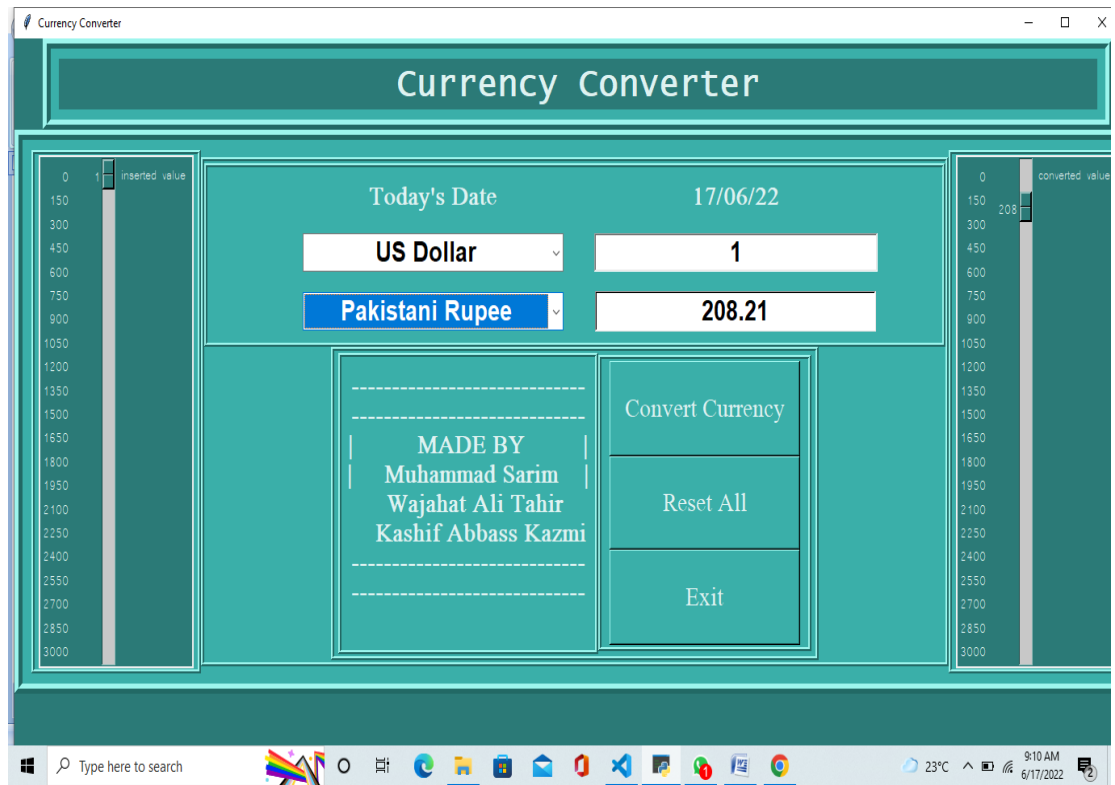 Currency Converter
Currency Converter
0
150
300
450
600
750
900
1050
1200
1350
1500
1650
1800
1950
2100
2250
2400
2550
2700
2850
3000
1
inserted value
Today's Date 17/06/22
US Dollar 1
Pakistani Rupee 208.21
------------------------------
------------------------------
| MADE BY |
| Muhammad Sarim |
Wajahat Ali Tahir
Kashif Abbass Kazmi
------------------------------
------------------------------
Convert Currency
Reset All
Exit
0
150
300
450
600
750
900
1050
1200
1350
1500
1650
1800
1950
2100
2250
2400
2550
2700
2850
3000
208
converted value
Type here to search
1
W
23°C
9:10 AM
6/17/2022
2